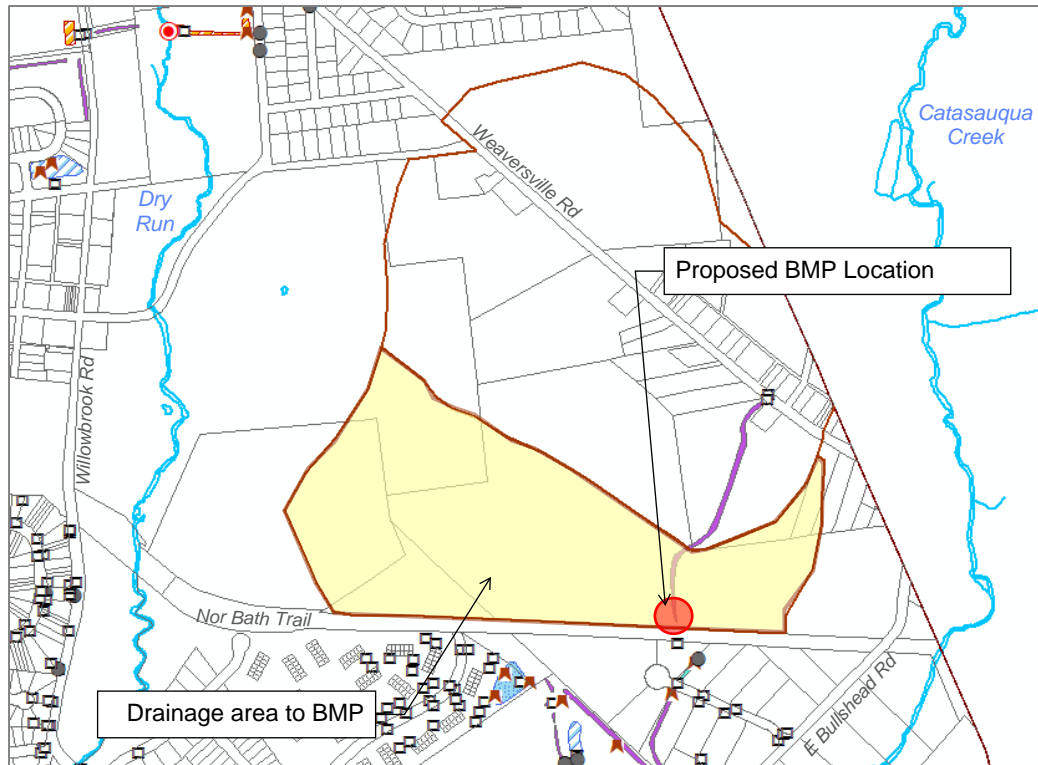 Weaversville Rd
Catasauqua
Creek
Dry
Run
Proposed BMP Location
Willowbrook Rd
Nor Bath Trail
E Bullshead Rd
Drainage area to BMP